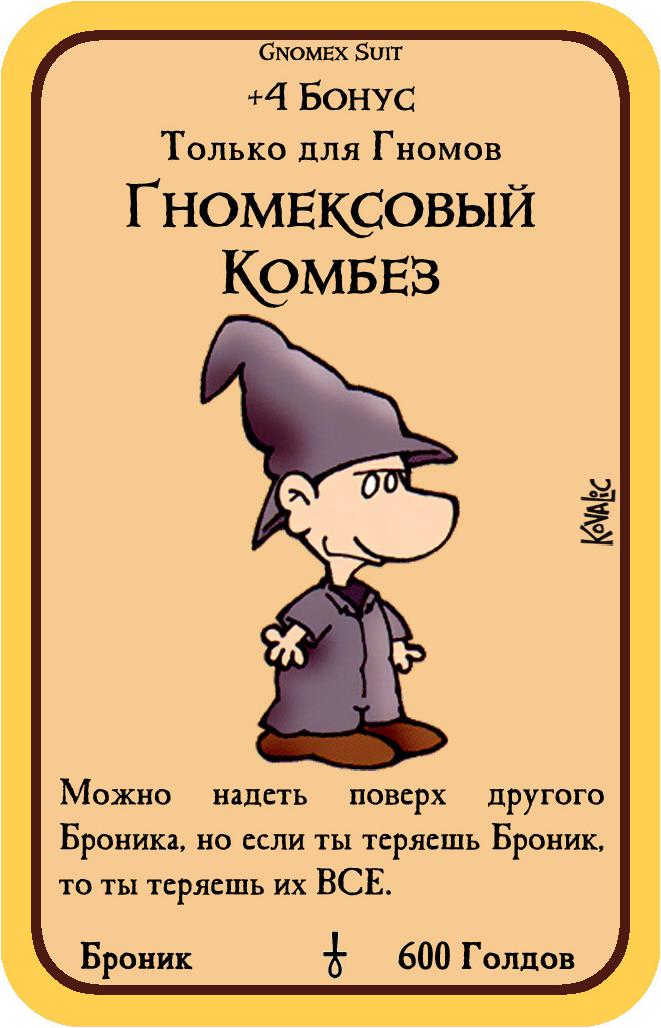 Gnomex Suit
+4 Бонус
Только для Гномов
Гномексовый
Комбез
Kovalic
Можно надеть поверх другого
Броника, но если ты теряешь Броник,
то ты теряешь их ВСЕ.
Броник 600 Голдов